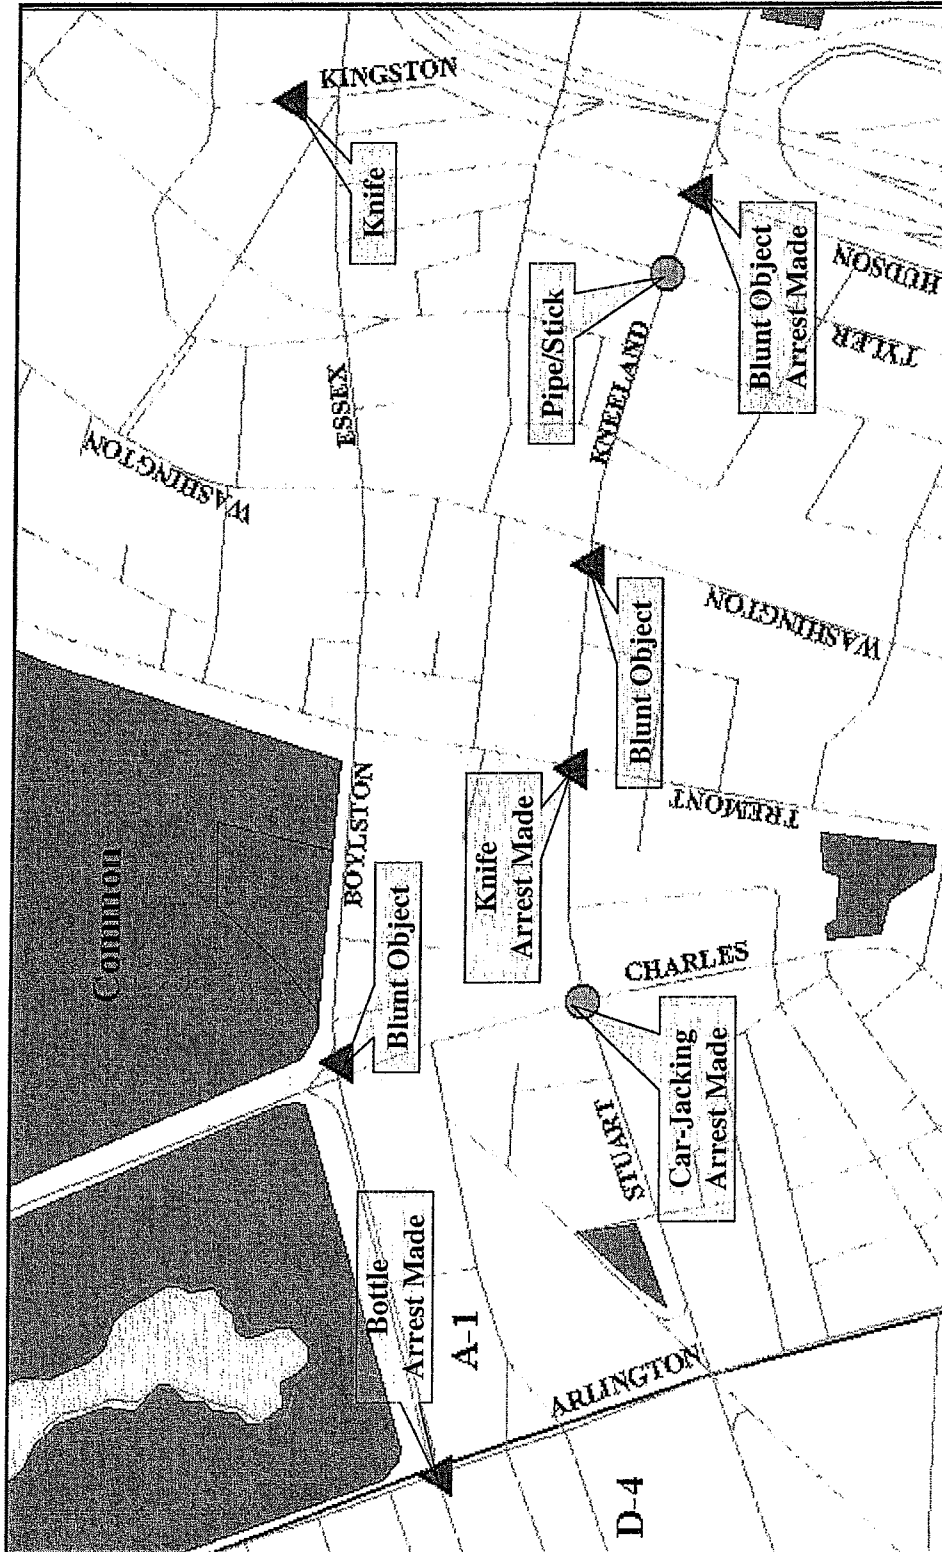 Common
A-1
D-4
Bottle
Arrest Made
Blunt Object
BOYLSTON
ESSEX
WASHINGTON
KINGSTON
Knife
ARLINGTON
STUART
Car-Jacking
Arrest Made
CHARLES
Knife
Arrest Made
TREMONT
Blunt Object
WASHINGTON
KNEELAND
Pipe/Stick
Blunt Object
Arrest Made
TYLER
HUDSON